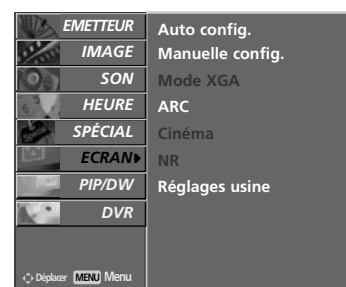 EMETTEUR
IMAGE
SON
HEURE
SPÉCIAL
ECRAN
PIP/DW
DVR
Déplacer MENU Menu
Auto config.
Manuelle config.
Mode XGA
ARC
Cinéma
NR
Réglages usine